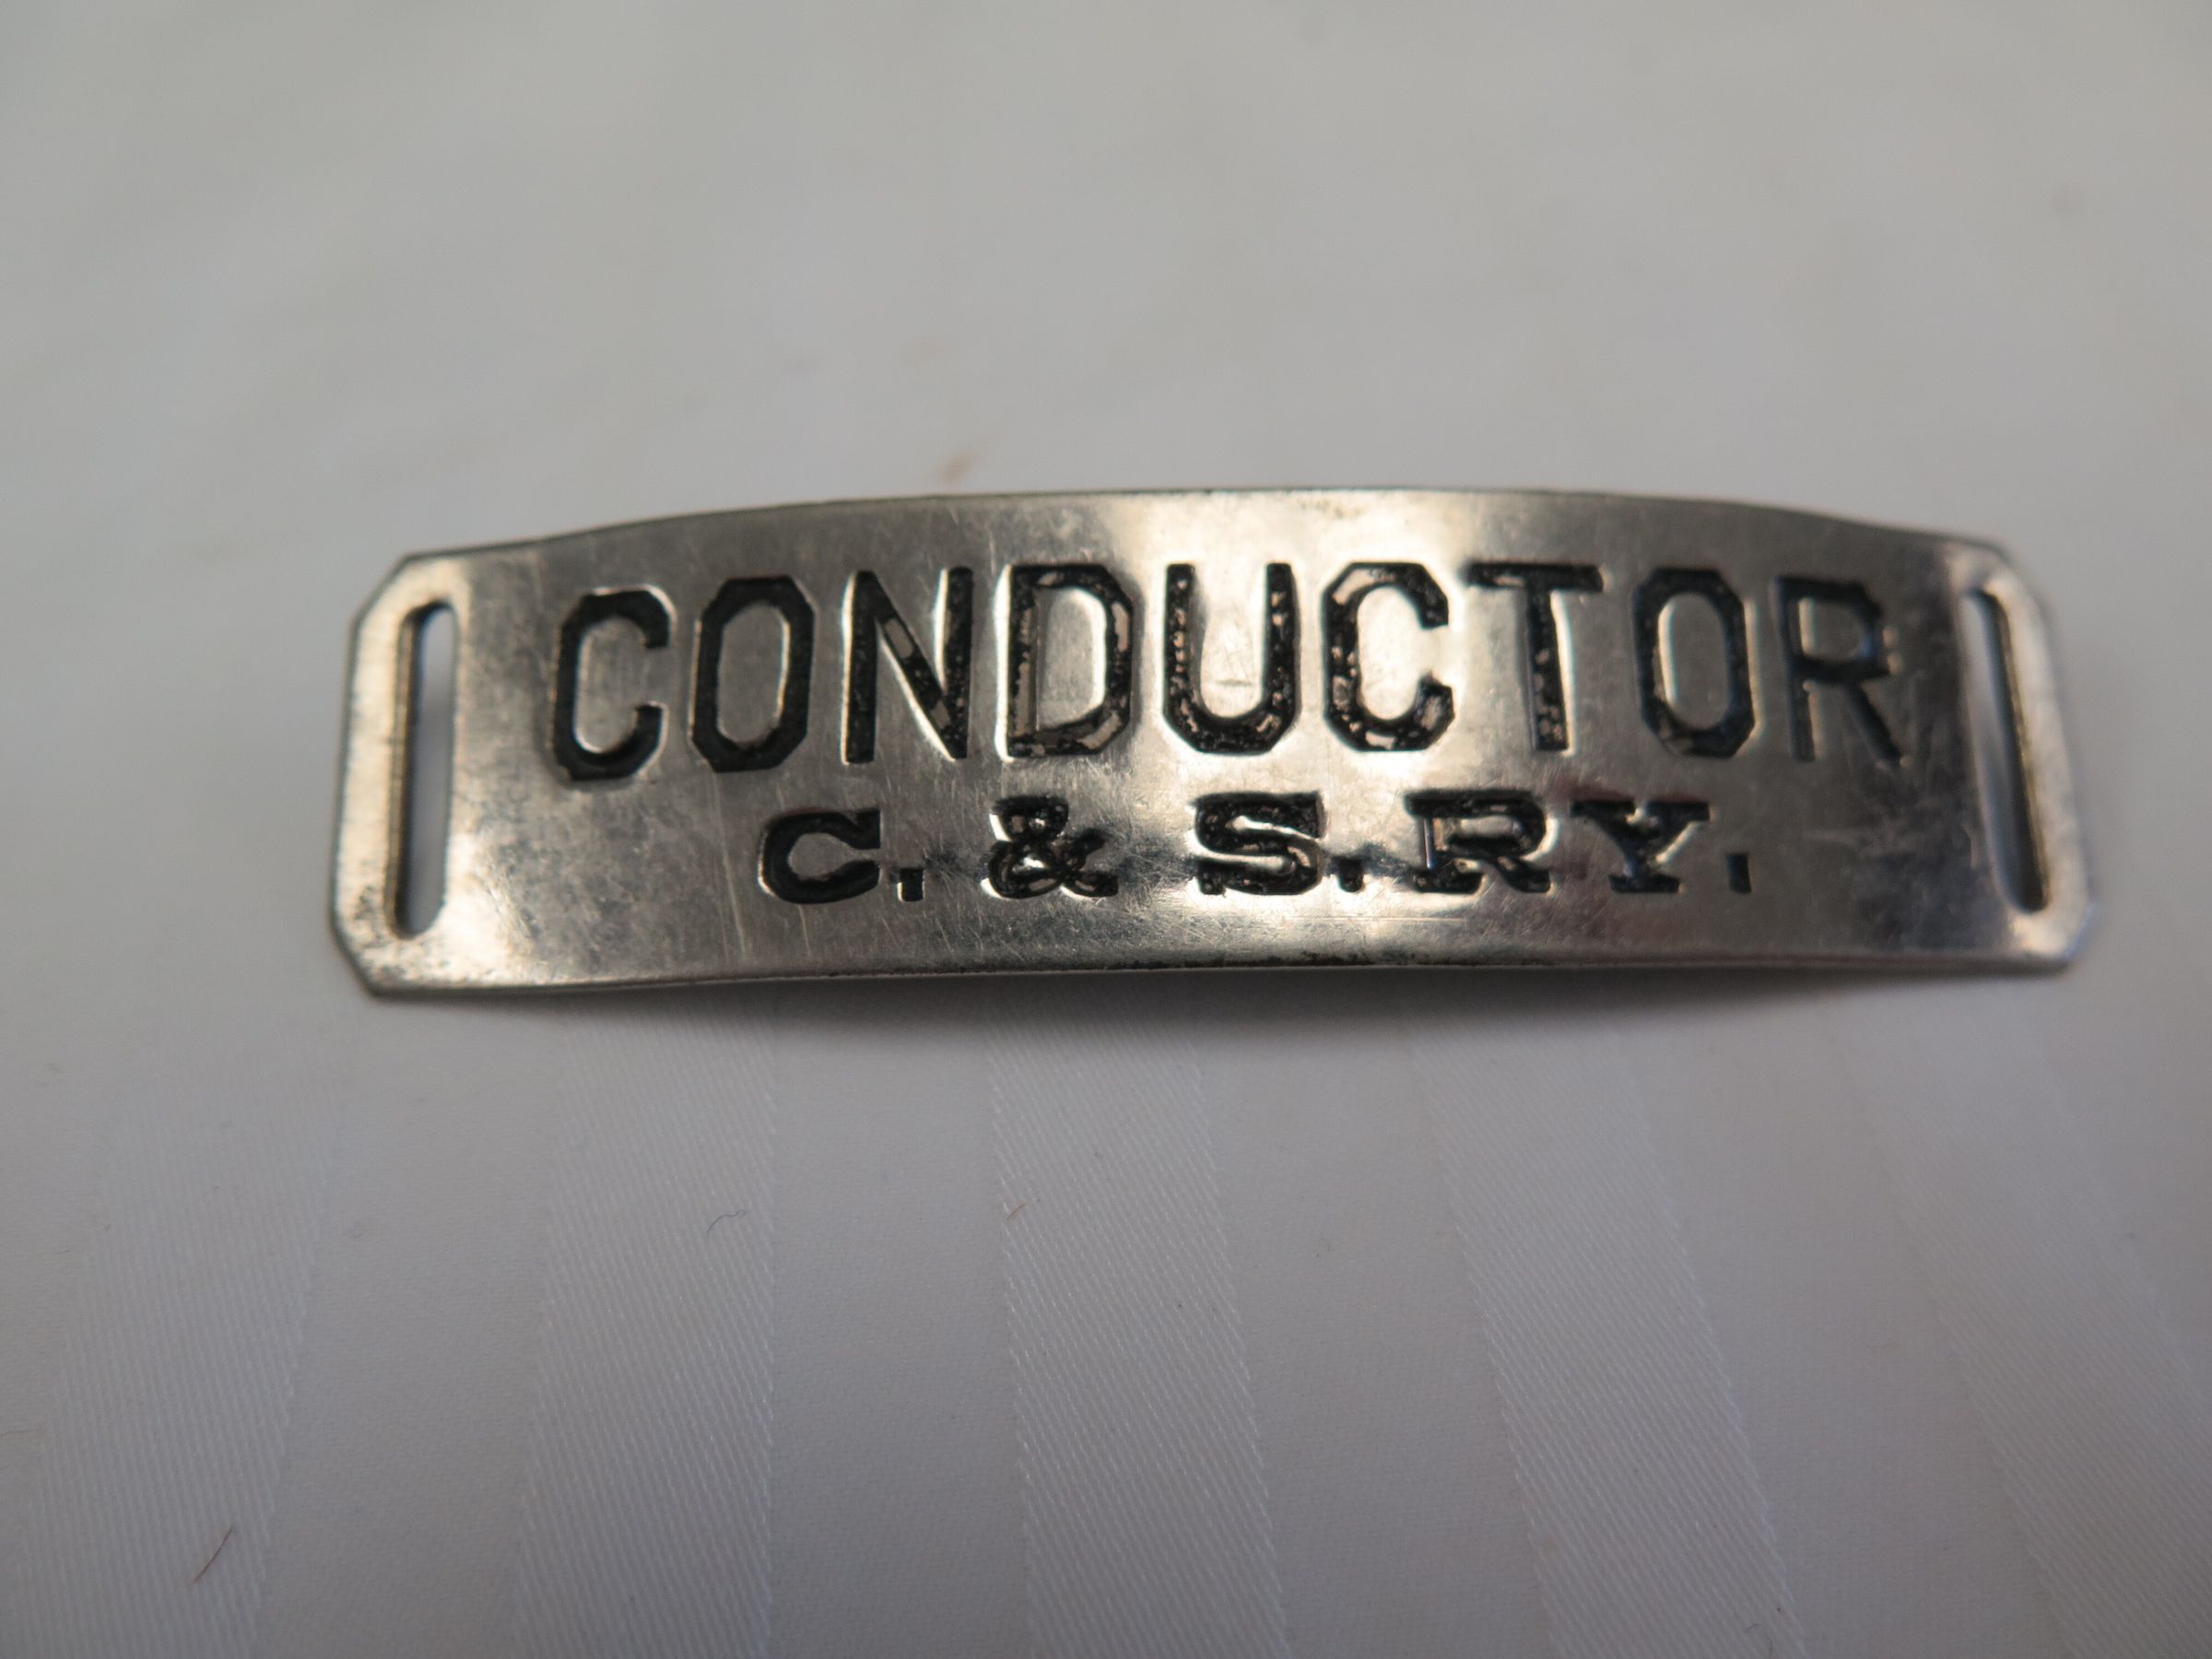 CONDUCTOR
C. & S. RY.